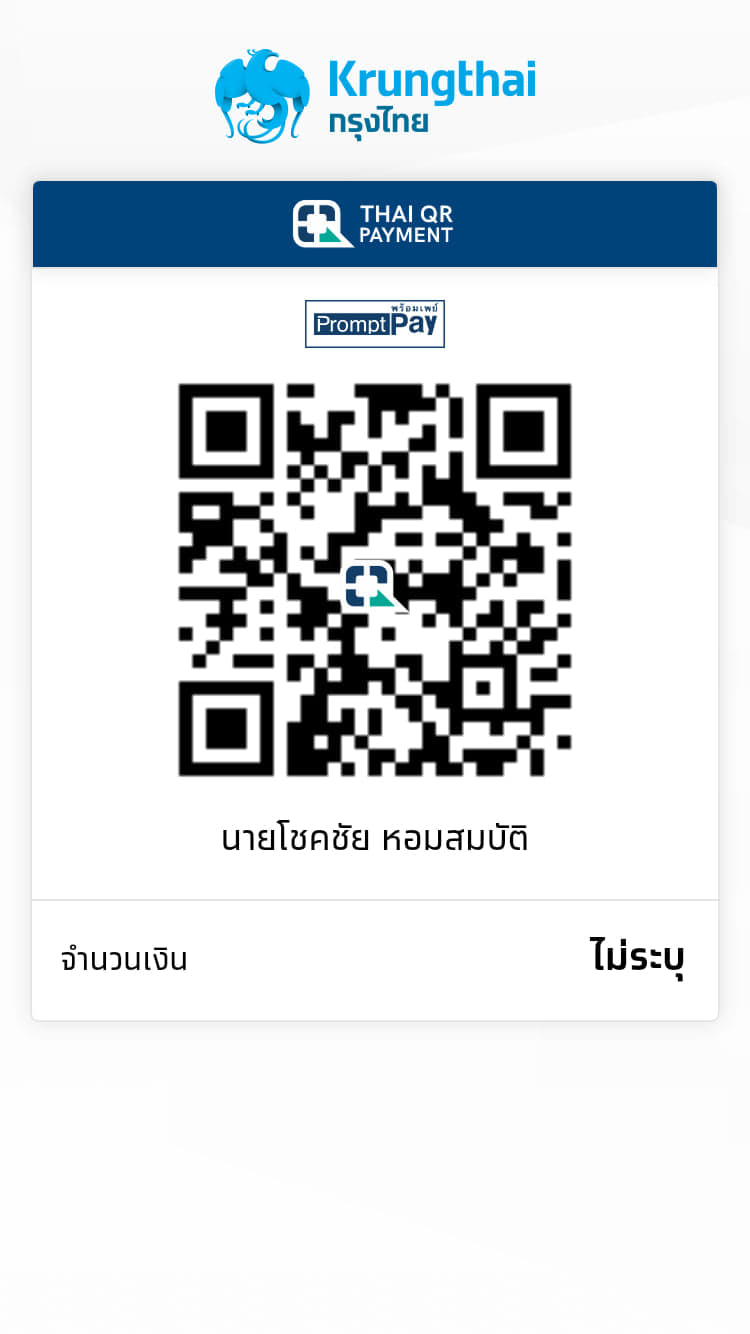 Krungthai
กรุงไทย
THAI QR
PAYMENT
พร้อมเพย์
PromptPay
นายโชคชัย หอมสมบัติ
จำนวนเงิน ไม่ระบุ